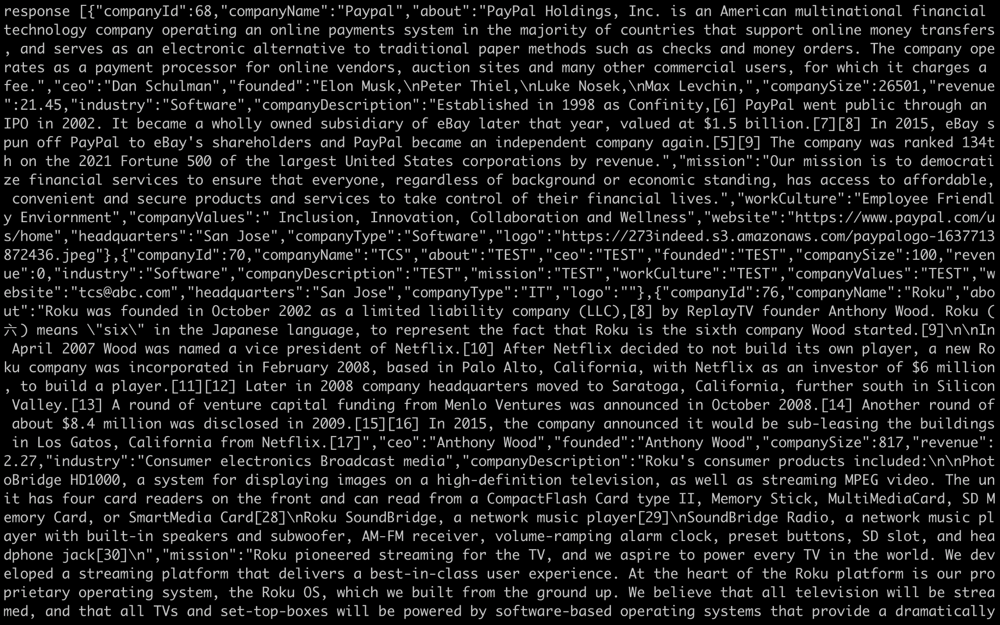 response [{"companyId":68,"companyName":"Paypal","about":"PayPal Holdings, Inc. is an American multinational financial
technology company operating an online payments system in the majority of countries that support online money transfers
, and serves as an electronic alternative to traditional paper methods such as checks and money orders. The company ope
rates as a payment processor for online vendors, auction sites and many other commercial users, for which it charges a
fee.","ceo":"Dan Schulman","founded":"Elon Musk,\nPeter Thiel,\nLuke Nosek,\nMax Levchin,","companySize":26501,"revenue
":21.45,"industry":"Software","companyDescription":"Established in 1998 as Confinity,[6] PayPal went public through an
IPO in 2002. It became a wholly owned subsidiary of eBay later that year, valued at $1.5 billion.[7][8] In 2015, eBay s
pun off PayPal to eBay's shareholders and PayPal became an independent company again.[5][9] The company was ranked 134t
h on the 2021 Fortune 500 of the largest United States corporations by revenue.","mission":"Our mission is to democrati
ze financial services to ensure that everyone, regardless of background or economic standing, has access to affordable,
 convenient and secure products and services to take control of their financial lives.","workCulture":"Employee Friendl
y Enviornment","companyValues":" Inclusion, Innovation, Collaboration and Wellness","website":"https://www.paypal.com/u
s/home","headquarters":"San Jose","companyType":"Software","logo":"https://273indeed.s3.amazonaws.com/paypalogo-1637713
872436.jpeg"},{"companyId":70,"companyName":"TCS","about":"TEST","ceo":"TEST","founded":"TEST","companySize":100,"reven
ue":0,"industry":"Software","companyDescription":"TEST","mission":"TEST","workCulture":"TEST","companyValues":"TEST","w
ebsite":"tcs@abc.com","headquarters":"San Jose","companyType":"IT","logo":""},{"companyId":76,"companyName":"Roku","abo
ut":"Roku was founded in October 2002 as a limited liability company (LLC),[8] by ReplayTV founder Anthony Wood. Roku (
六) means \"six\" in the Japanese language, to represent the fact that Roku is the sixth company Wood started.[9]\n\nIn
 April 2007 Wood was named a vice president of Netflix.[10] After Netflix decided to not build its own player, a new Ro
ku company was incorporated in February 2008, based in Palo Alto, California, with Netflix as an investor of $6 million
, to build a player.[11][12] Later in 2008 company headquarters moved to Saratoga, California, further south in Silicon
 Valley.[13] A round of venture capital funding from Menlo Ventures was announced in October 2008.[14] Another round of
 about $8.4 million was disclosed in 2009.[15][16] In 2015, the company announced it would be sub-leasing the buildings
 in Los Gatos, California from Netflix.[17]","ceo":"Anthony Wood","founded":"Anthony Wood","companySize":817,"revenue":
2.27,"industry":"Consumer electronics Broadcast media","companyDescription":"Roku's consumer products included:\n\nPhot
oBridge HD1000, a system for displaying images on a high-definition television, as well as streaming MPEG video. The un
it has four card readers on the front and can read from a CompactFlash Card type II, Memory Stick, MultiMediaCard, SD M
emory Card, or SmartMedia Card[28]\nRoku SoundBridge, a network music player[29]\nSoundBridge Radio, a network music pl
ayer with built-in speakers and subwoofer, AM-FM receiver, volume-ramping alarm clock, preset buttons, SD slot, and hea
dphone jack[30]\n","mission":"Roku pioneered streaming for the TV, and we aspire to power every TV in the world. We dev
eloped a streaming platform that delivers a best-in-class user experience. At the heart of the Roku platform is our pro
prietary operating system, the Roku OS, which we built from the ground up. We believe that all television will be strea
med, and that all TVs and set-top-boxes will be powered by software-based operating systems that provide a dramatically